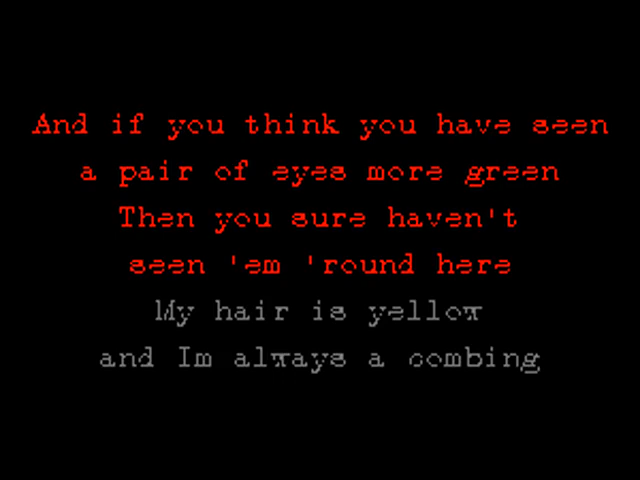 And if you think you have seen
a pair of eyes more green
Then you sure haven't
seen 'em 'round here
My hair is yellow
and Im always a combing